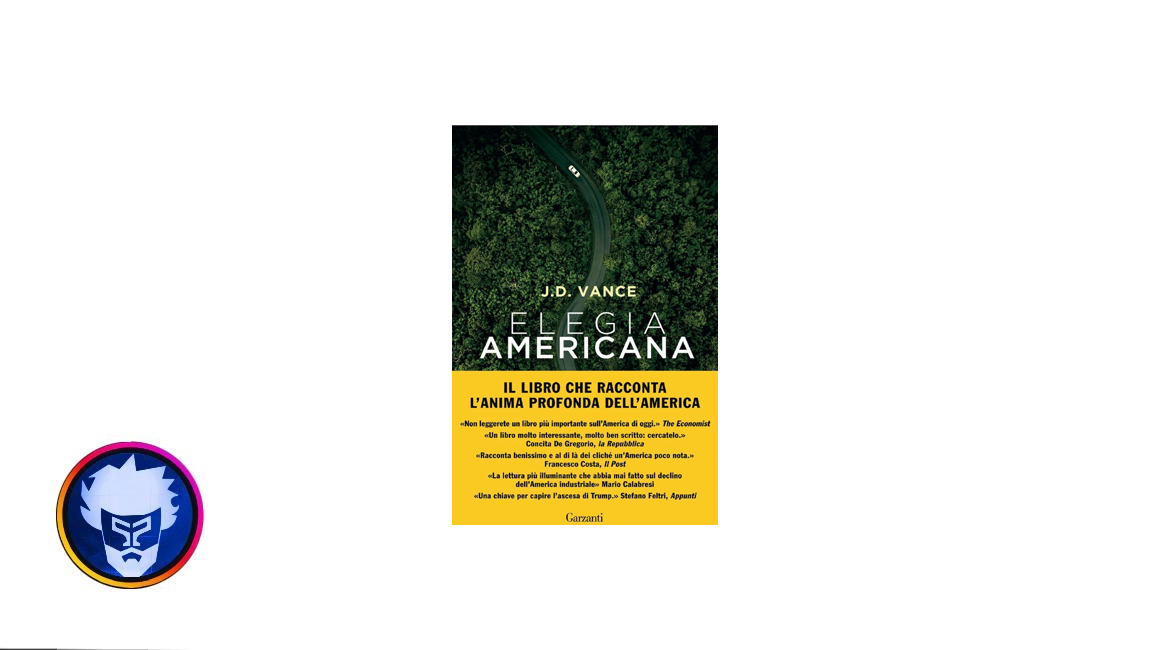 J.D. VANCE
ELEGIA
AMERICANA
IL LIBRO CHE RACCONTA
L'ANIMA PROFONDA DELL'AMERICA
«Non leggerete un libro più importante sull'America di oggi.» The Economist
«Un libro molto interessante, molto ben scritto: cercatelo.»
Concita De Gregorio, la Repubblica
«Racconta benissimo e al di là dei cliché un'America poco nota.»
Francesco Costa, Il Post
«La lettura più illuminante che abbia mai fatto sul declino
dell'America industriale» Mario Calabresi
«Una chiave per capire l'ascesa di Trump.» Stefano Feltri, Appunti
Garzanti